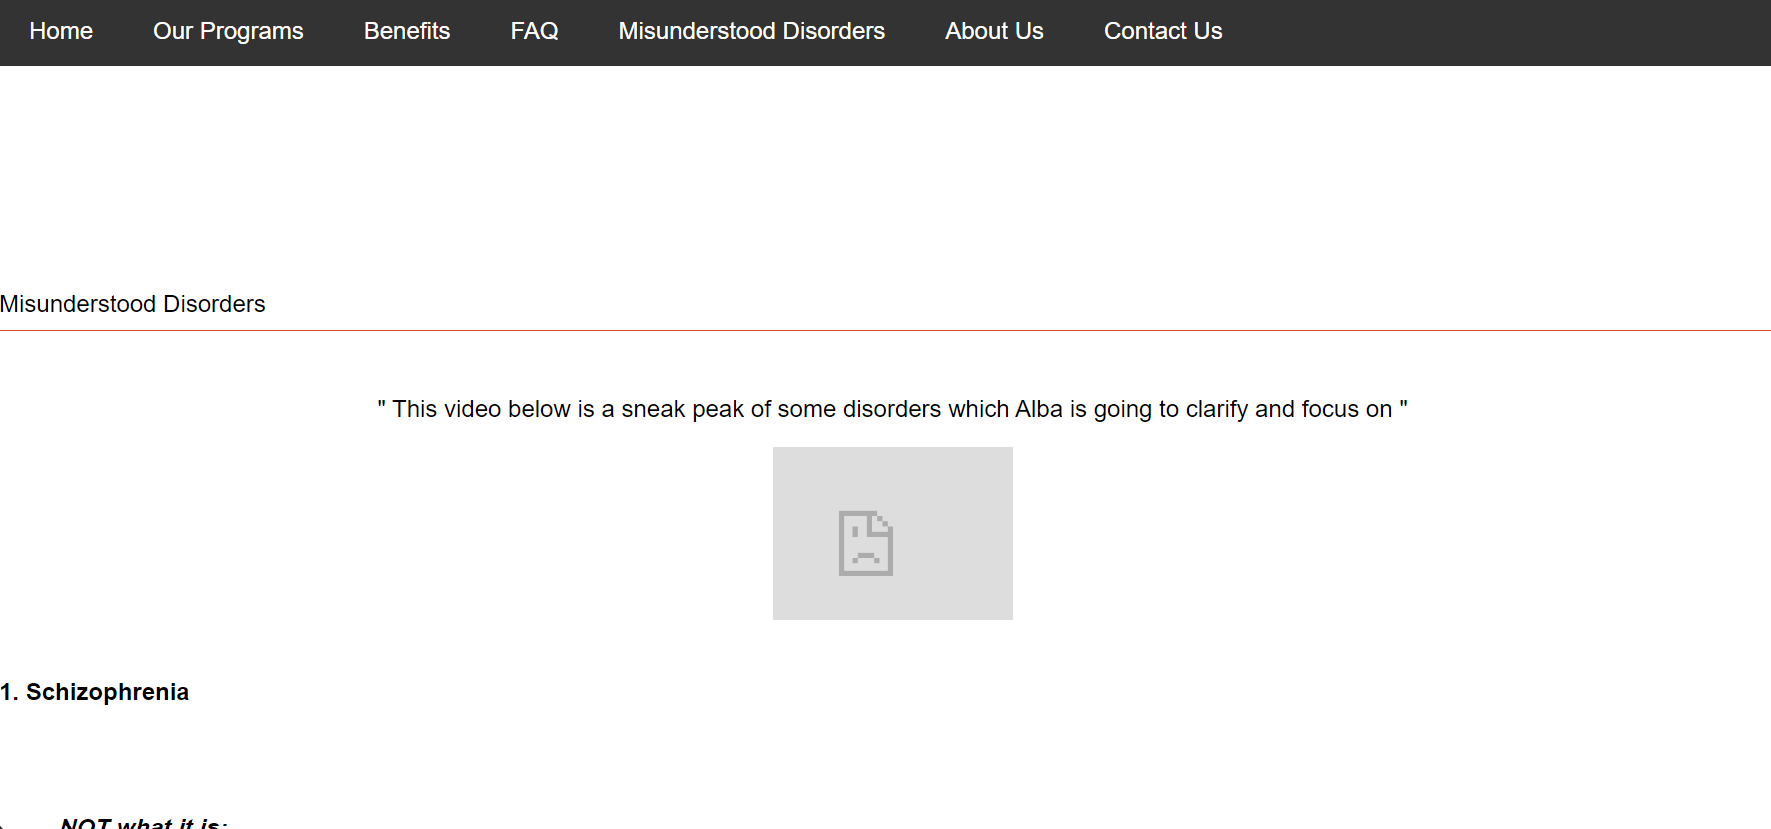 Home Our Programs Benefits FAQ Misunderstood Disorders About Us Contact Us
Misunderstood Disorders
" This video below is a sneak peak of some disorders which Alba is going to clarify and focus on "
1. Schizophrenia
NOT what it is: